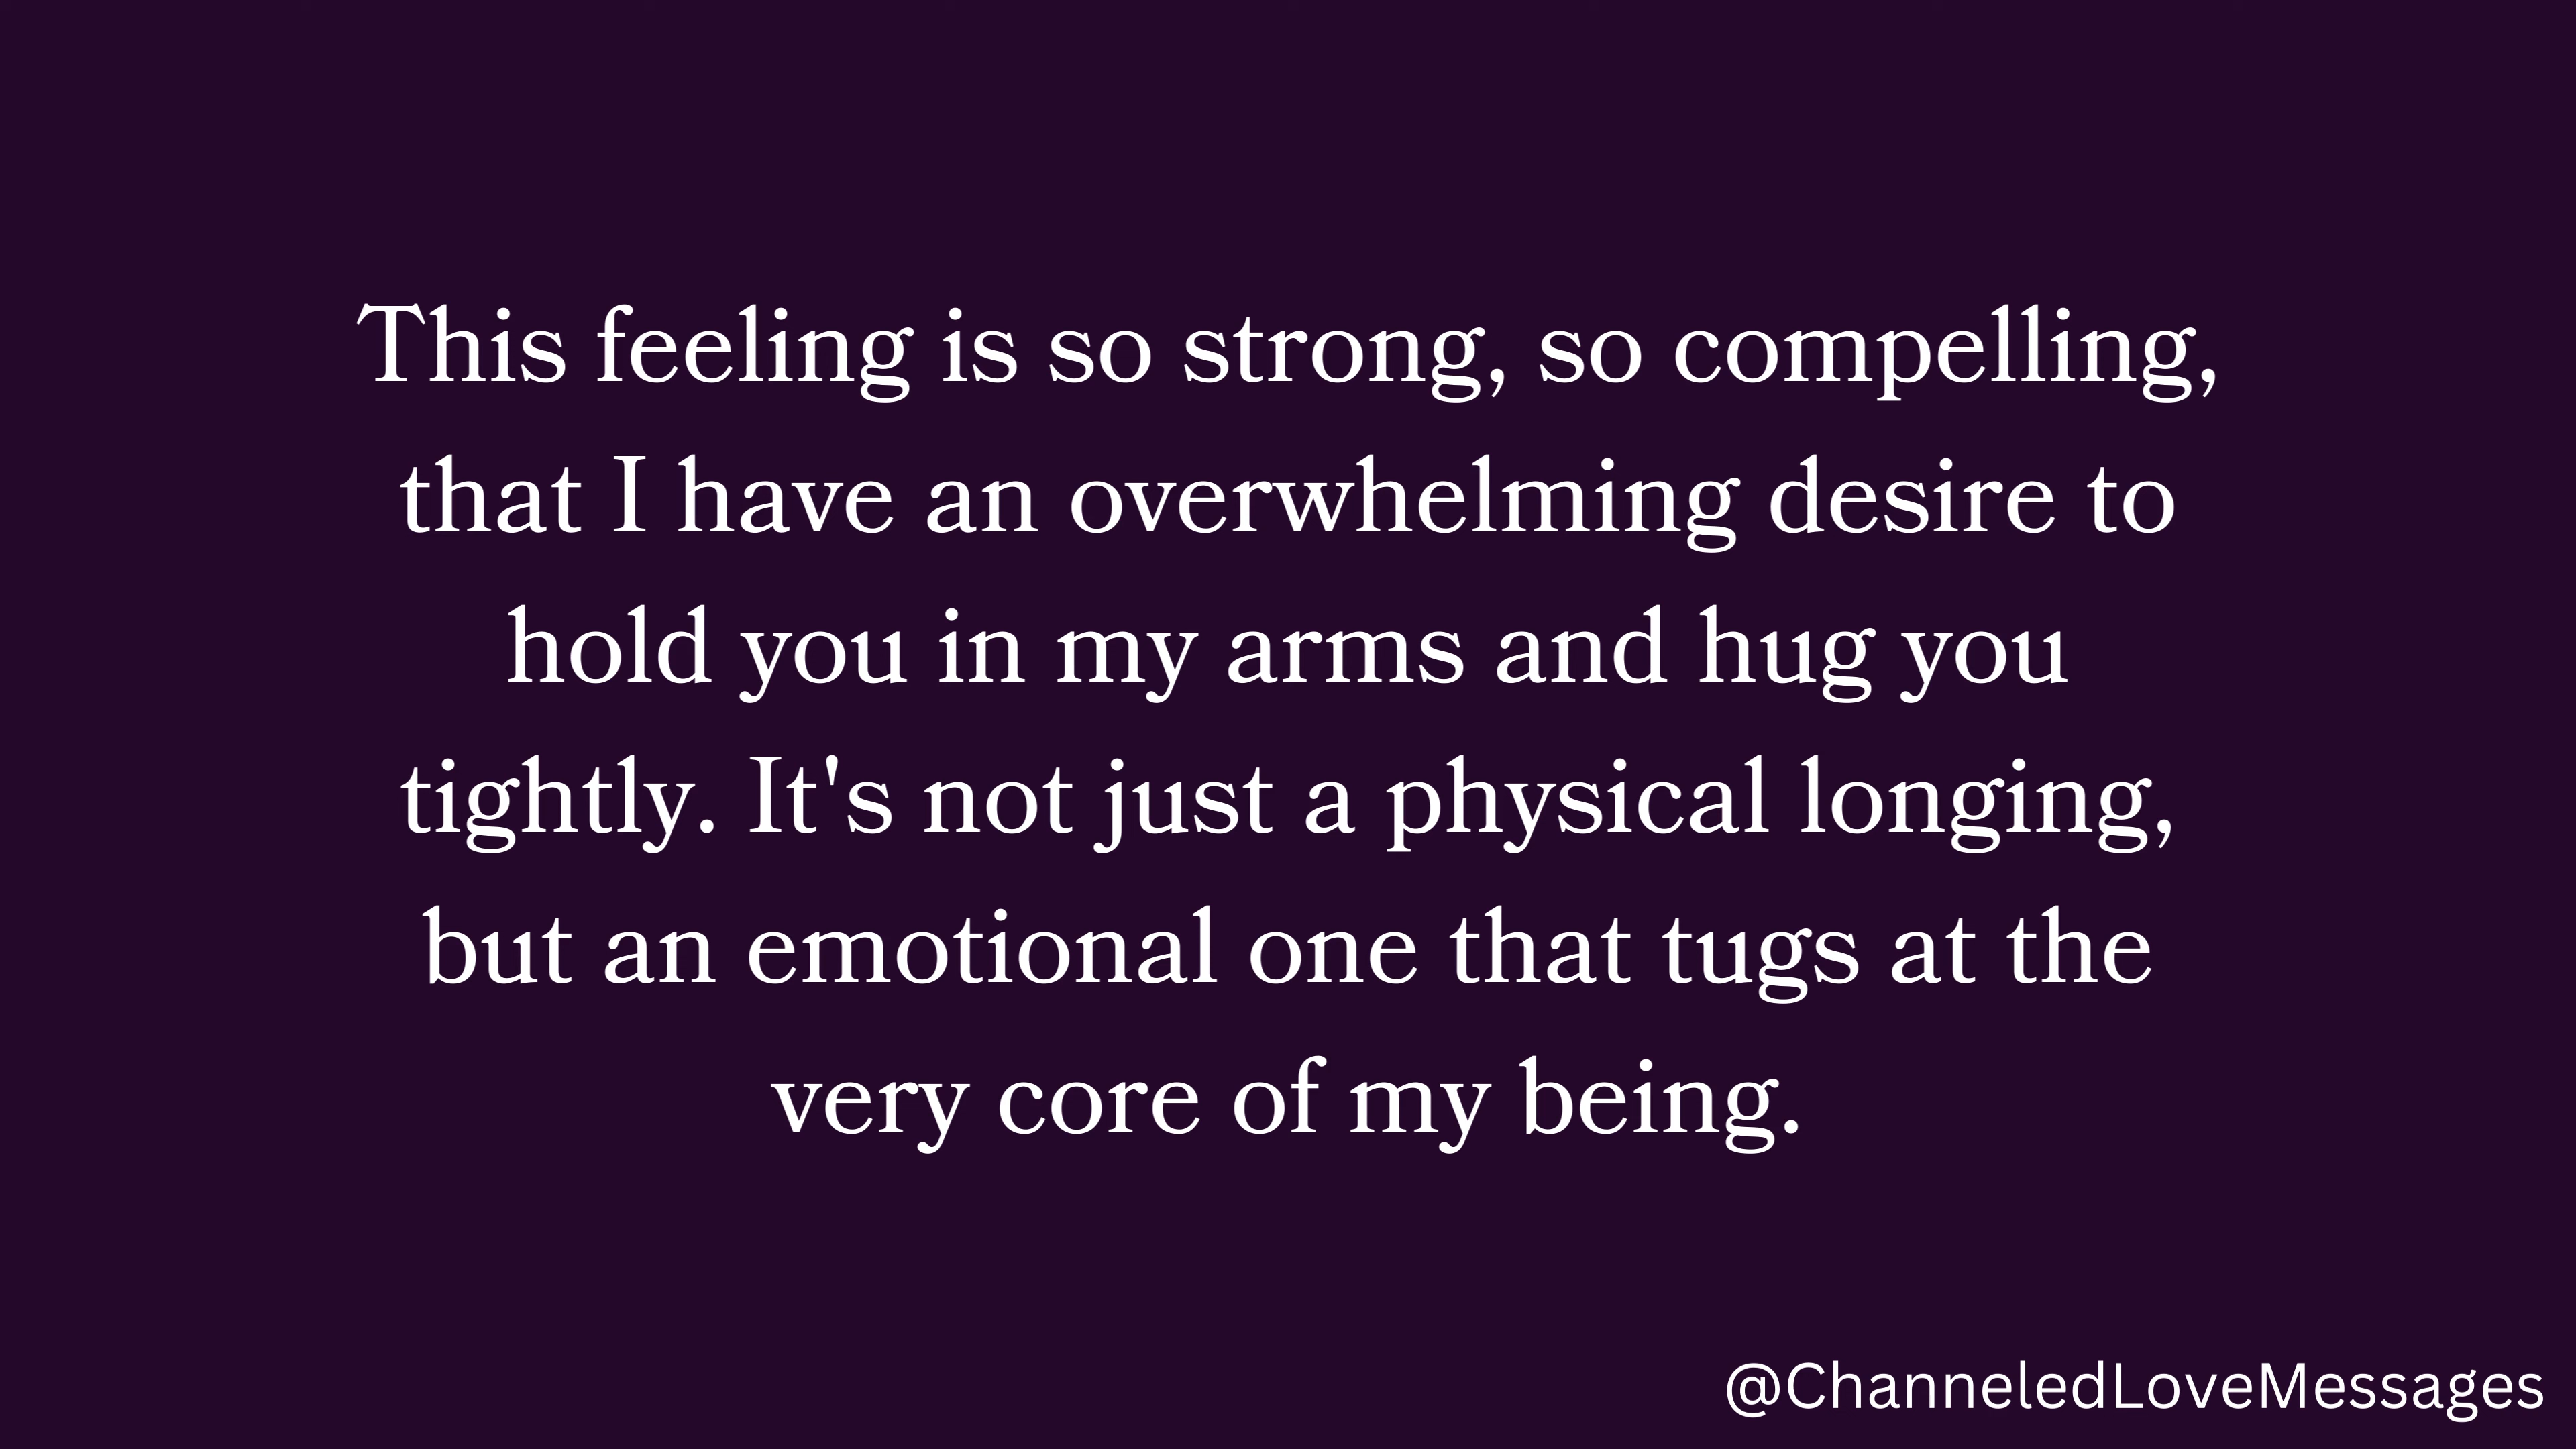 This feeling is so strong, so compelling,
that I have an overwhelming desire to
hold you in my arms and hug you
tightly. It's not just a physical longing,
but an emotional one that tugs at the
very core of my being.
@ChanneledLoveMessages